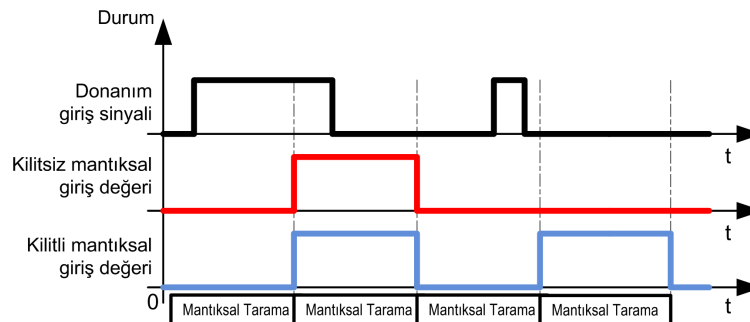 Durum
Donanım
giriş sinyali
t
Kilitsiz mantıksal
giriş değeri
t
Kilitli mantıksal
giriş değeri
t
0
Mantıksal Tarama Mantıksal Tarama Mantıksal Tarama Mantıksal Tarama